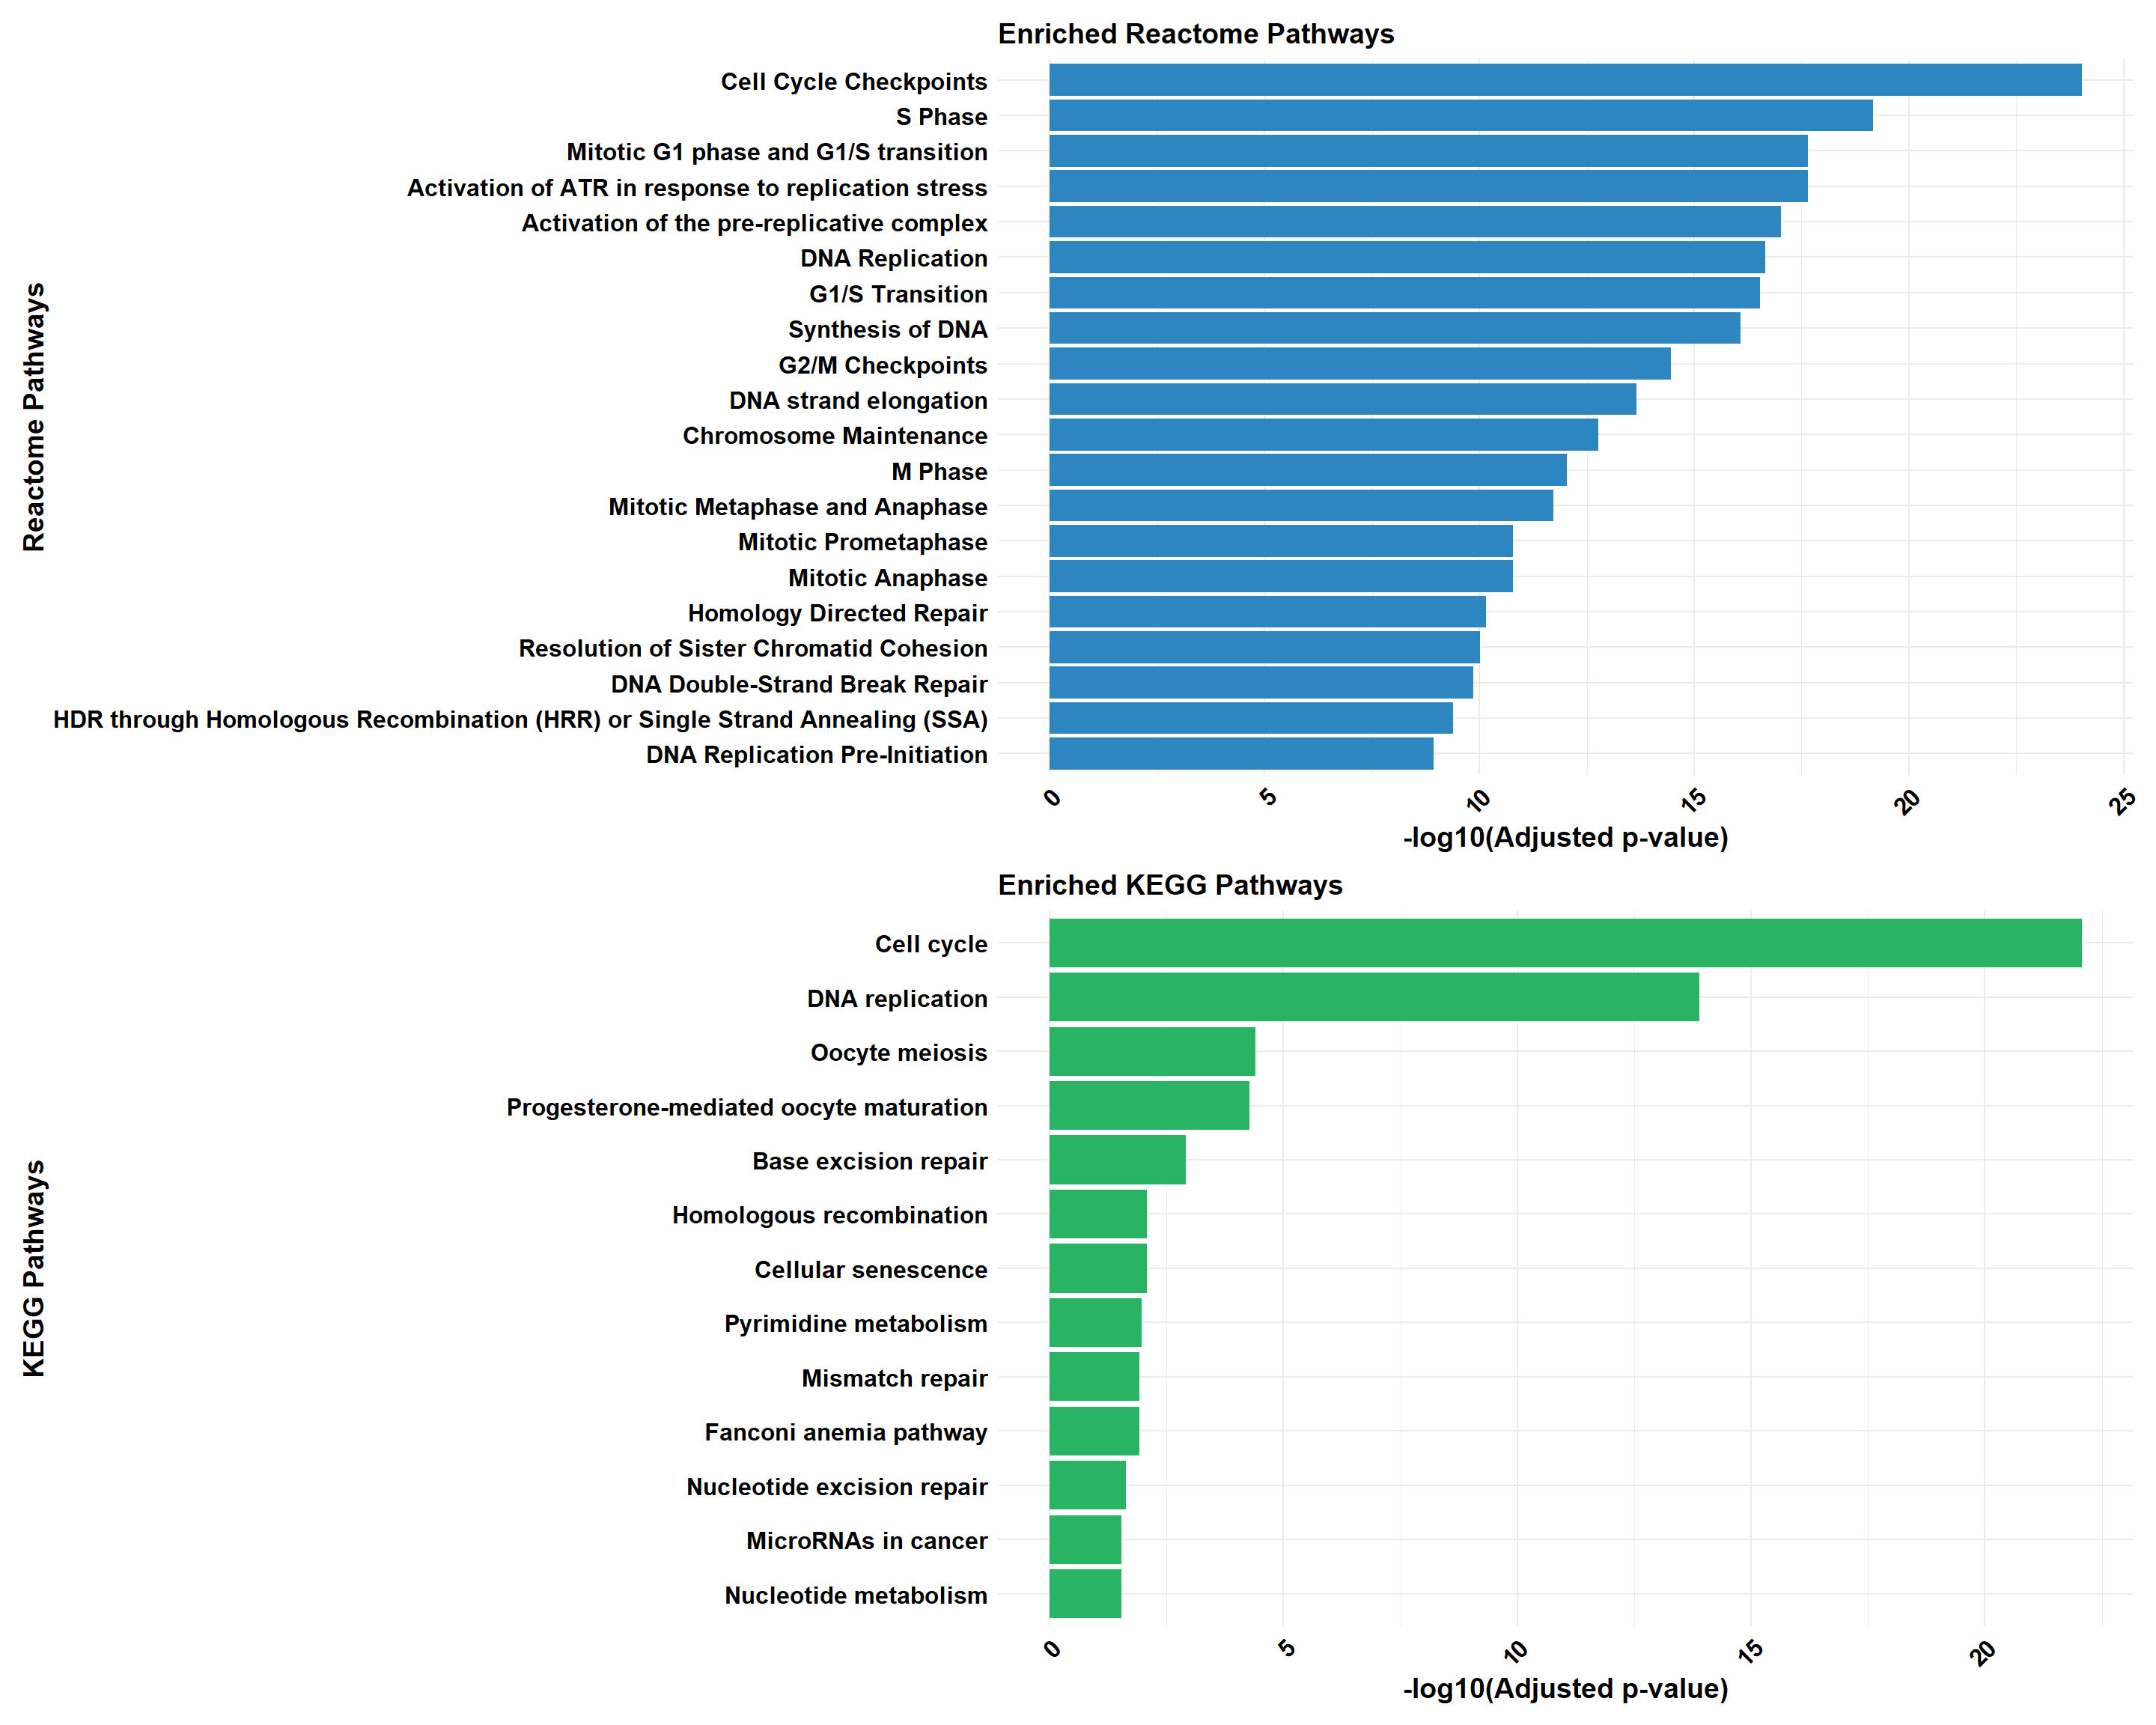 Enriched Reactome Pathways
Reactome Pathways
Cell Cycle Checkpoints
S Phase
Mitotic G1 phase and G1/S transition
Activation of ATR in response to replication stress
Activation of the pre-replicative complex
DNA Replication
G1/S Transition
Synthesis of DNA
G2/M Checkpoints
DNA strand elongation
Chromosome Maintenance
M Phase
Mitotic Metaphase and Anaphase
Mitotic Prometaphase
Mitotic Anaphase
Homology Directed Repair
Resolution of Sister Chromatid Cohesion
DNA Double-Strand Break Repair
HDR through Homologous Recombination (HRR) or Single Strand Annealing (SSA)
DNA Replication Pre-Initiation
0 5 10 15 20 25
-log10(Adjusted p-value)
Enriched KEGG Pathways
KEGG Pathways
Cell cycle
DNA replication
Oocyte meiosis
Progesterone-mediated oocyte maturation
Base excision repair
Homologous recombination
Cellular senescence
Pyrimidine metabolism
Mismatch repair
Fanconi anemia pathway
Nucleotide excision repair
MicroRNAs in cancer
Nucleotide metabolism
0 5 10 15 20
-log10(Adjusted p-value)